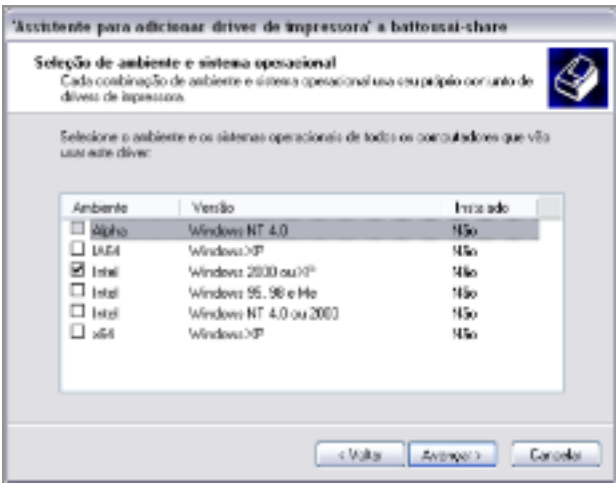 'Assistente para adicionar driver de impressora' a battousai-share
Seleção de ambiente e sistema operacional
Cada combinação de ambiente e sistema operacional usa seu próprio conjunto de
drivers de impressora.
Selecione o ambiente e os sistemas operacionais de todos os computadores que vão
usar este driver:
Ambiente Versão Instalado
Alpha Windows NT 4.0 Não
IA64 Windows XP Não
Intel Windows 2000 ou XP Não
Intel Windows 95, 98 e Me Não
Intel Windows NT 4.0 ou 2000 Não
x64 Windows XP Não
< Voltar Avançar > Cancelar